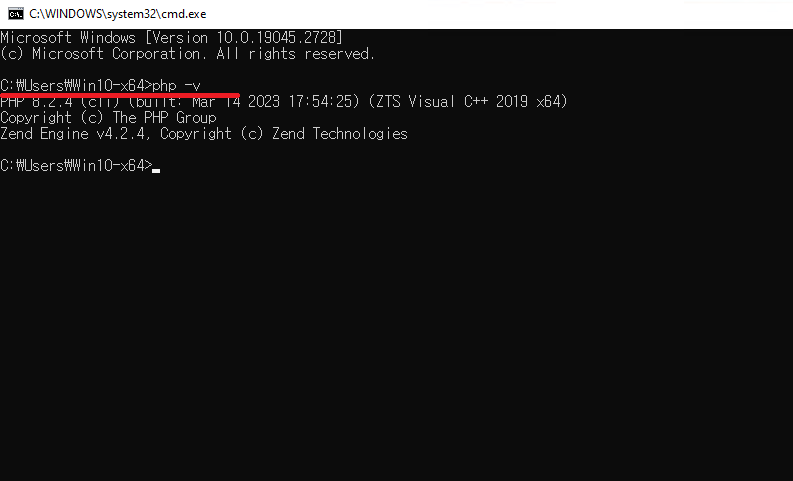 C:\WINDOWS\system32\cmd.exe
Microsoft Windows [Version 10.0.19045.2728]
(c) Microsoft Corporation. All rights reserved.
C:₩Users₩Win10-x64>php -v
PHP 8.2.4 (cli) (built: Mar 14 2023 17:54:25) (ZTS Visual C++ 2019 x64)
Copyright (c) The PHP Group
Zend Engine v4.2.4, Copyright (c) Zend Technologies
C:₩Users₩Win10-x64>